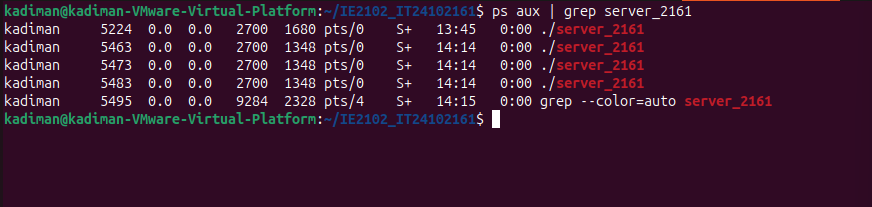 kadiman@kadiman-VMware-Virtual-Platform:~/IE2102_IT24102161$ ps aux | grep server_2161
kadiman     5224  0.0  0.0   2700  1680 pts/0    S+   13:45   0:00 ./server_2161
kadiman     5463  0.0  0.0   2700  1348 pts/0    S+   14:14   0:00 ./server_2161
kadiman     5473  0.0  0.0   2700  1348 pts/0    S+   14:14   0:00 ./server_2161
kadiman     5483  0.0  0.0   2700  1348 pts/0    S+   14:14   0:00 ./server_2161
kadiman     5495  0.0  0.0   9284  2328 pts/4    S+   14:15   0:00 grep --color=auto server_2161
kadiman@kadiman-VMware-Virtual-Platform:~/IE2102_IT24102161$